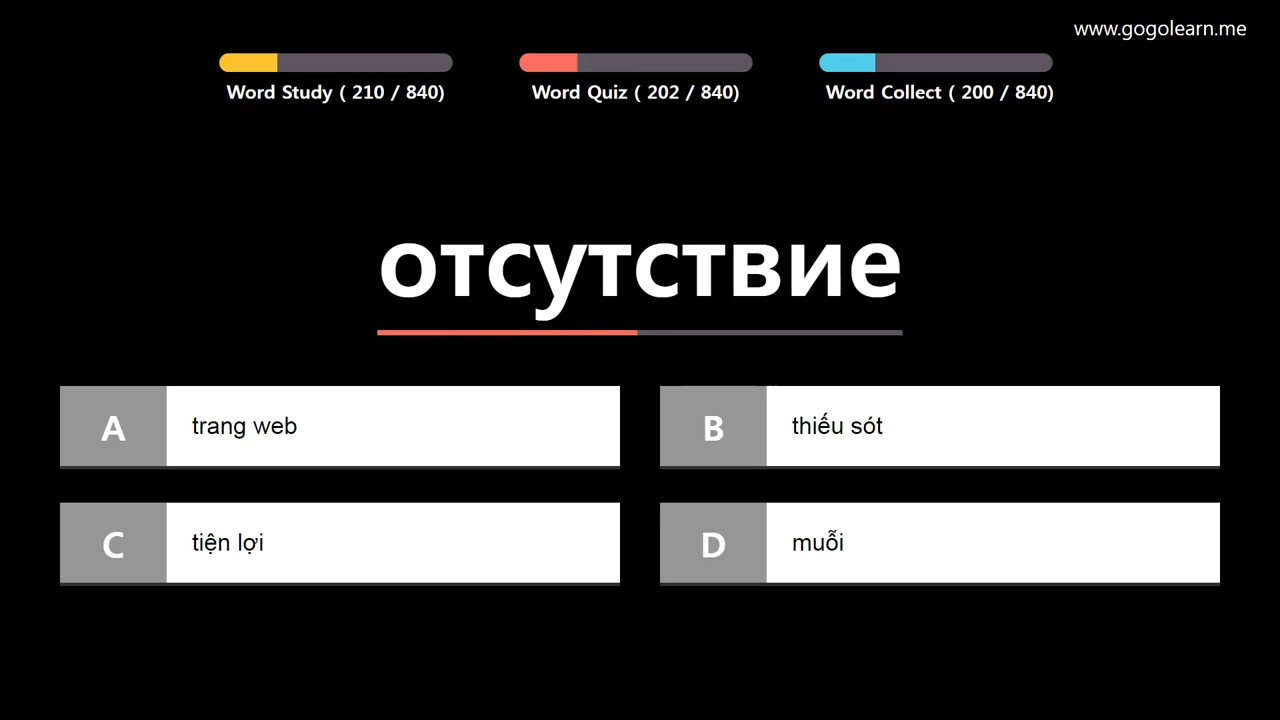 www.gogolearn.me
Word Study ( 210 / 840)
Word Quiz ( 202 / 840)
Word Collect ( 200 / 840)
отсутствие
A trang web
B thiếu sót
C tiện lợi
D muỗi